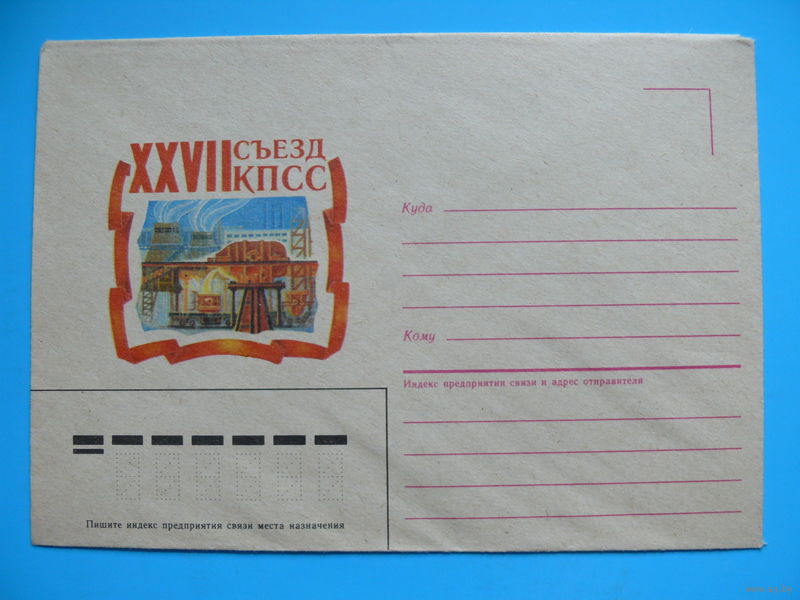 XXVII СЪЕЗД
КПСС
Куда
Кому
Индекс предприятия связи и адрес отправителя
Пишите индекс предприятия связи места назначения